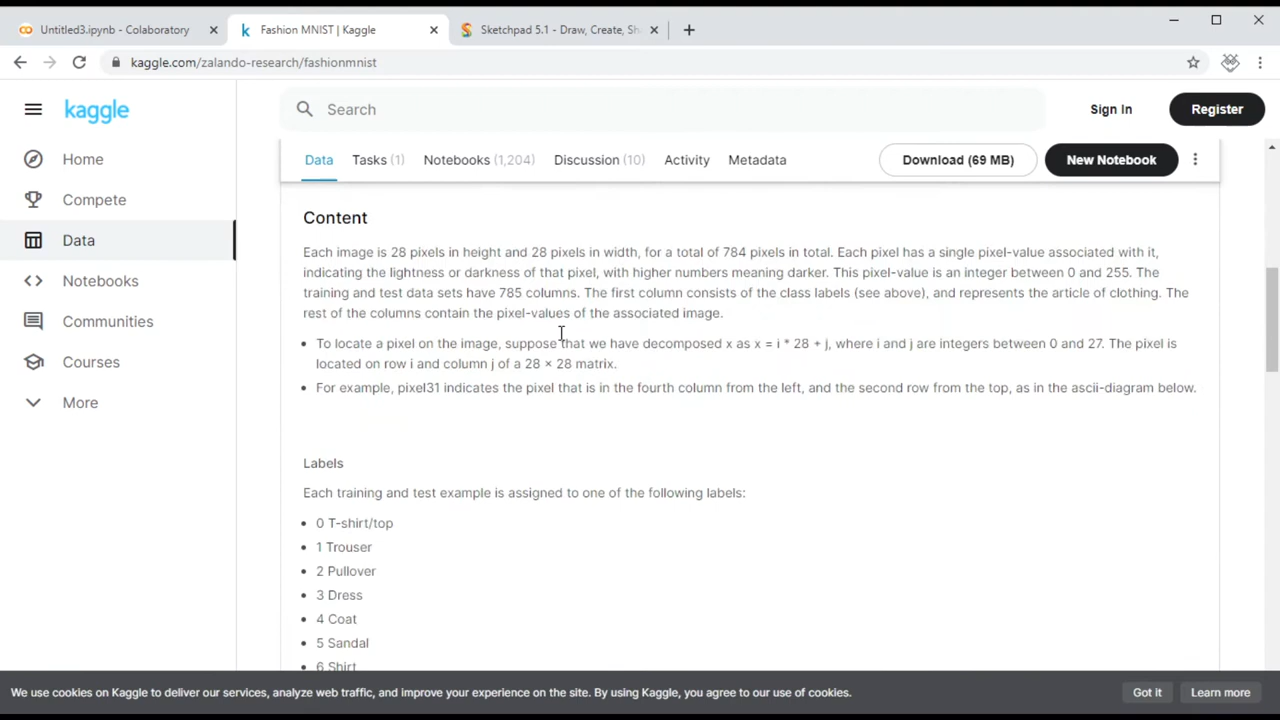 Untitled3.ipynb - Colaboratory
Fashion MNIST | Kaggle
Sketchpad 5.1 - Draw, Create, Sh
kaggle.com/zalando-research/fashionmnist
kaggle
Search
Sign In
Register
Home
Compete
Data
Notebooks
Communities
Courses
More
Data Tasks (1) Notebooks (1,204) Discussion (10) Activity Metadata Download (69 MB) New Notebook
Content
Each image is 28 pixels in height and 28 pixels in width, for a total of 784 pixels in total. Each pixel has a single pixel-value associated with it,
indicating the lightness or darkness of that pixel, with higher numbers meaning darker. This pixel-value is an integer between 0 and 255. The
training and test data sets have 785 columns. The first column consists of the class labels (see above), and represents the article of clothing. The
rest of the columns contain the pixel-values of the associated image.
To locate a pixel on the image, suppose that we have decomposed x as x = i * 28 + j, where i and j are integers between 0 and 27. The pixel is
located on row i and column j of a 28 × 28 matrix.
For example, pixel31 indicates the pixel that is in the fourth column from the left, and the second row from the top, as in the ascii-diagram below.
Labels
Each training and test example is assigned to one of the following labels:
0 T-shirt/top
1 Trouser
2 Pullover
3 Dress
4 Coat
5 Sandal
6 Shirt
We use cookies on Kaggle to deliver our services, analyze web traffic, and improve your experience on the site. By using Kaggle, you agree to our use of cookies.
Got it
Learn more